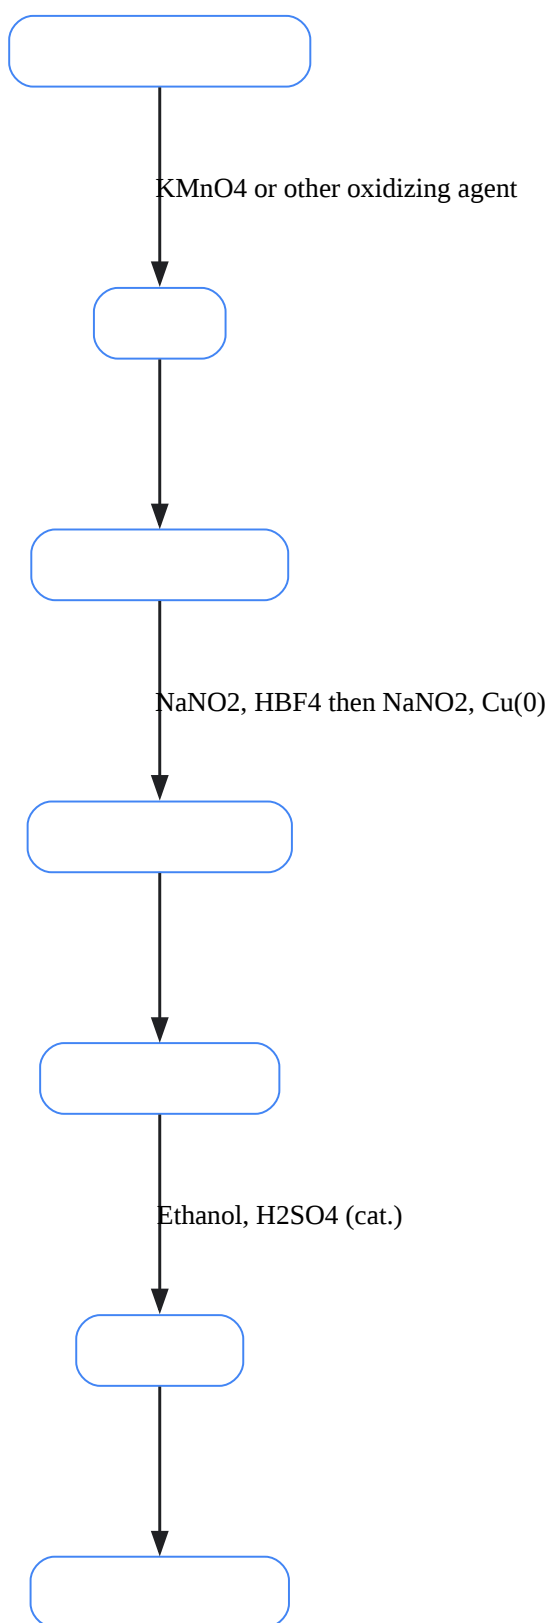 KMnO4 or other oxidizing agent
NaNO2, HBF4 then NaNO2, Cu(0)
Ethanol, H2SO4 (cat.)